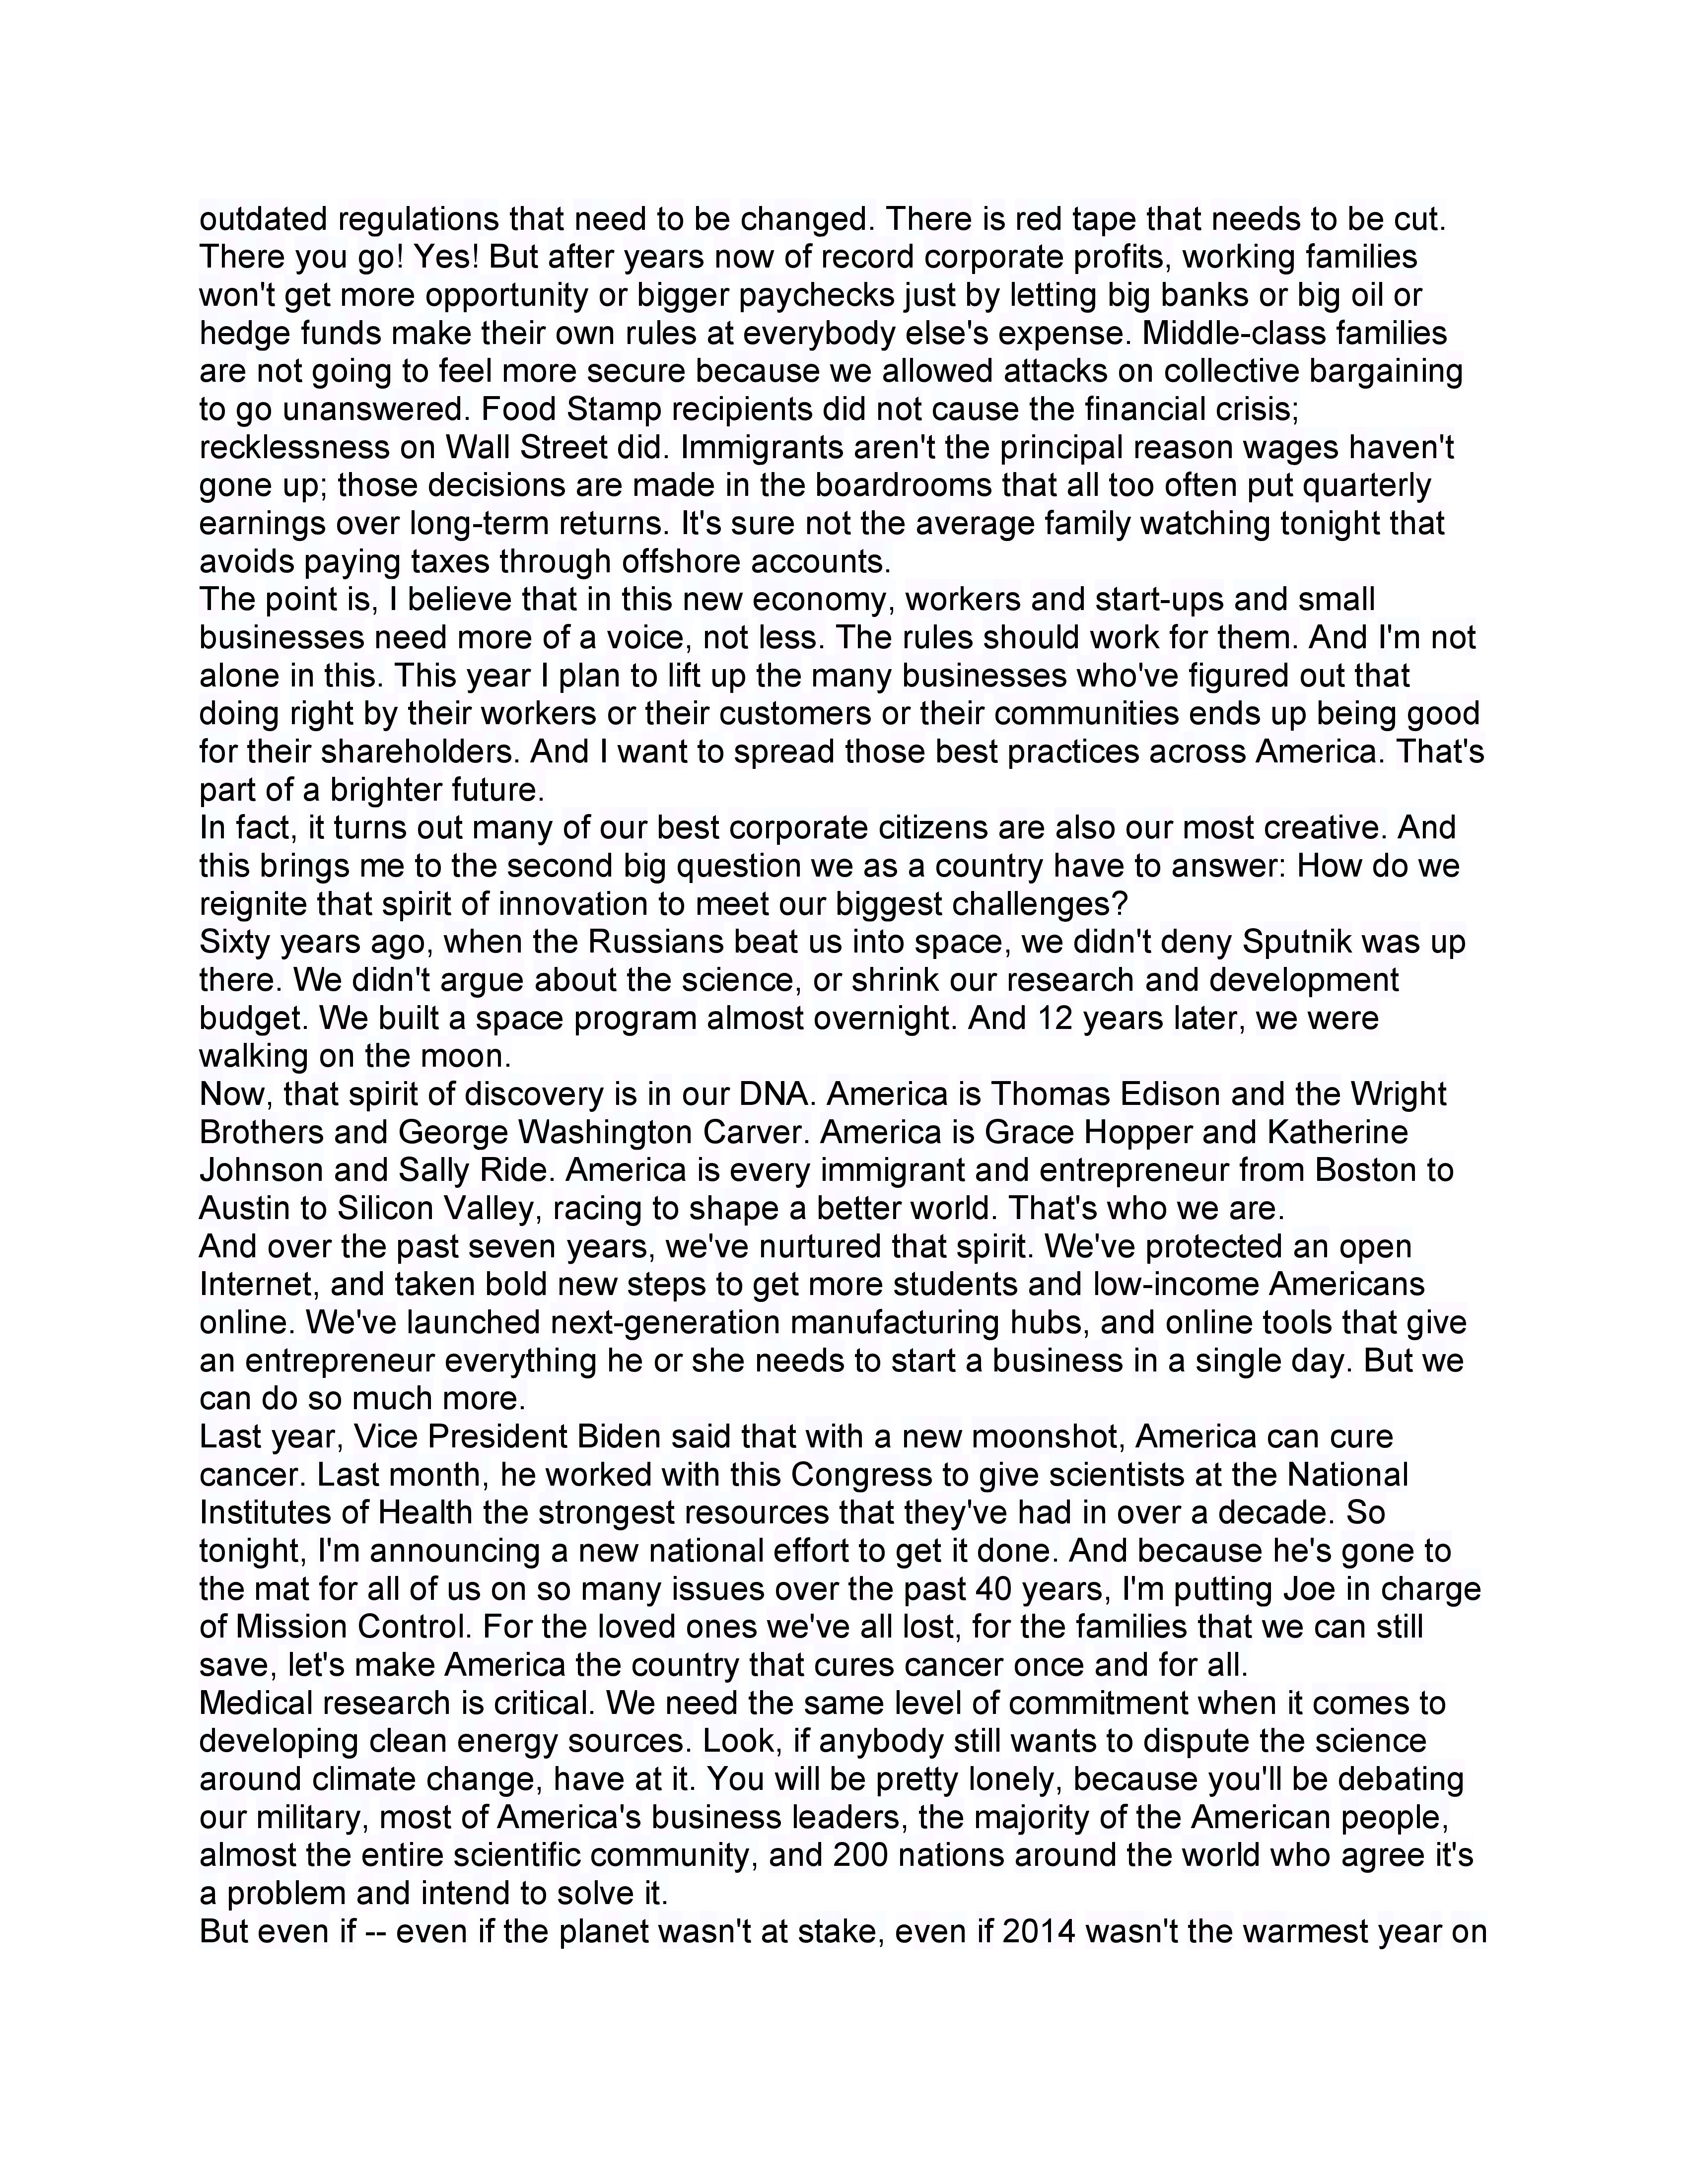 outdated regulations that need to be changed. There is red tape that needs to be cut.
There you go! Yes! But after years now of record corporate profits, working families
won't get more opportunity or bigger paychecks just by letting big banks or big oil or
hedge funds make their own rules at everybody else's expense. Middle-class families
are not going to feel more secure because we allowed attacks on collective bargaining
to go unanswered. Food Stamp recipients did not cause the financial crisis;
recklessness on Wall Street did. Immigrants aren't the principal reason wages haven't
gone up; those decisions are made in the boardrooms that all too often put quarterly
earnings over long-term returns. It's sure not the average family watching tonight that
avoids paying taxes through offshore accounts.
The point is, I believe that in this new economy, workers and start-ups and small
businesses need more of a voice, not less. The rules should work for them. And I'm not
alone in this. This year I plan to lift up the many businesses who've figured out that
doing right by their workers or their customers or their communities ends up being good
for their shareholders. And I want to spread those best practices across America. That's
part of a brighter future.
In fact, it turns out many of our best corporate citizens are also our most creative. And
this brings me to the second big question we as a country have to answer: How do we
reignite that spirit of innovation to meet our biggest challenges?
Sixty years ago, when the Russians beat us into space, we didn't deny Sputnik was up
there. We didn't argue about the science, or shrink our research and development
budget. We built a space program almost overnight. And 12 years later, we were
walking on the moon.
Now, that spirit of discovery is in our DNA. America is Thomas Edison and the Wright
Brothers and George Washington Carver. America is Grace Hopper and Katherine
Johnson and Sally Ride. America is every immigrant and entrepreneur from Boston to
Austin to Silicon Valley, racing to shape a better world. That's who we are.
And over the past seven years, we've nurtured that spirit. We've protected an open
Internet, and taken bold new steps to get more students and low-income Americans
online. We've launched next-generation manufacturing hubs, and online tools that give
an entrepreneur everything he or she needs to start a business in a single day. But we
can do so much more.
Last year, Vice President Biden said that with a new moonshot, America can cure
cancer. Last month, he worked with this Congress to give scientists at the National
Institutes of Health the strongest resources that they've had in over a decade. So
tonight, I'm announcing a new national effort to get it done. And because he's gone to
the mat for all of us on so many issues over the past 40 years, I'm putting Joe in charge
of Mission Control. For the loved ones we've all lost, for the families that we can still
save, let's make America the country that cures cancer once and for all.
Medical research is critical. We need the same level of commitment when it comes to
developing clean energy sources. Look, if anybody still wants to dispute the science
around climate change, have at it. You will be pretty lonely, because you'll be debating
our military, most of America's business leaders, the majority of the American people,
almost the entire scientific community, and 200 nations around the world who agree it's
a problem and intend to solve it.
But even if -- even if the planet wasn't at stake, even if 2014 wasn't the warmest year on